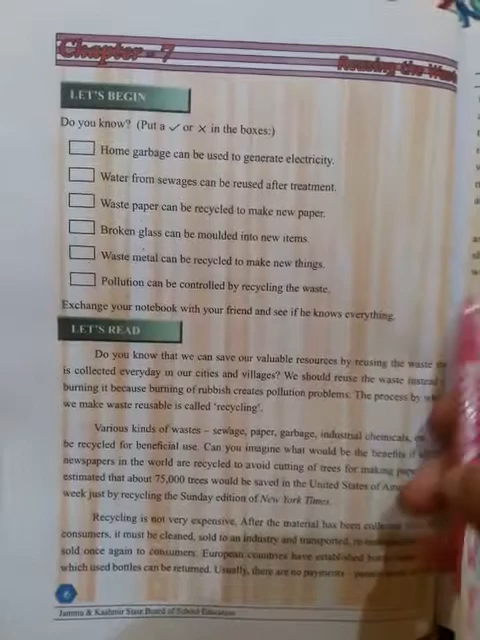 Chapter - 7
Reusing the Waste
LET'S BEGIN
Do you know? (Put a ✓ or × in the boxes:)
Home garbage can be used to generate electricity.
Water from sewages can be reused after treatment.
Waste paper can be recycled to make new paper.
Broken glass can be moulded into new items.
Waste metal can be recycled to make new things.
Pollution can be controlled by recycling the waste.
Exchange your notebook with your friend and see if he knows everything.
LET'S READ
Do you know that we can save our valuable resources by reusing the waste
is collected everyday in our cities and villages? We should reuse the waste instead
burning it because burning of rubbish creates pollution problems. The process by
we make waste reusable is called 'recycling'.
Various kinds of wastes – sewage, paper, garbage, industrial chemicals,
be recycled for beneficial use. Can you imagine what would be the benefits if
newspapers in the world are recycled to avoid cutting of trees for making
estimated that about 75,000 trees would be saved in the United States of
week just by recycling the Sunday edition of New York Times.
Recycling is not very expensive. After the material has been
consumers, it must be cleaned, sold to an industry and transported,
sold once again to consumers. European countries have established
which used bottles can be returned. Usually, there are no payments
6
Jammu & Kashmir State Board of School Education